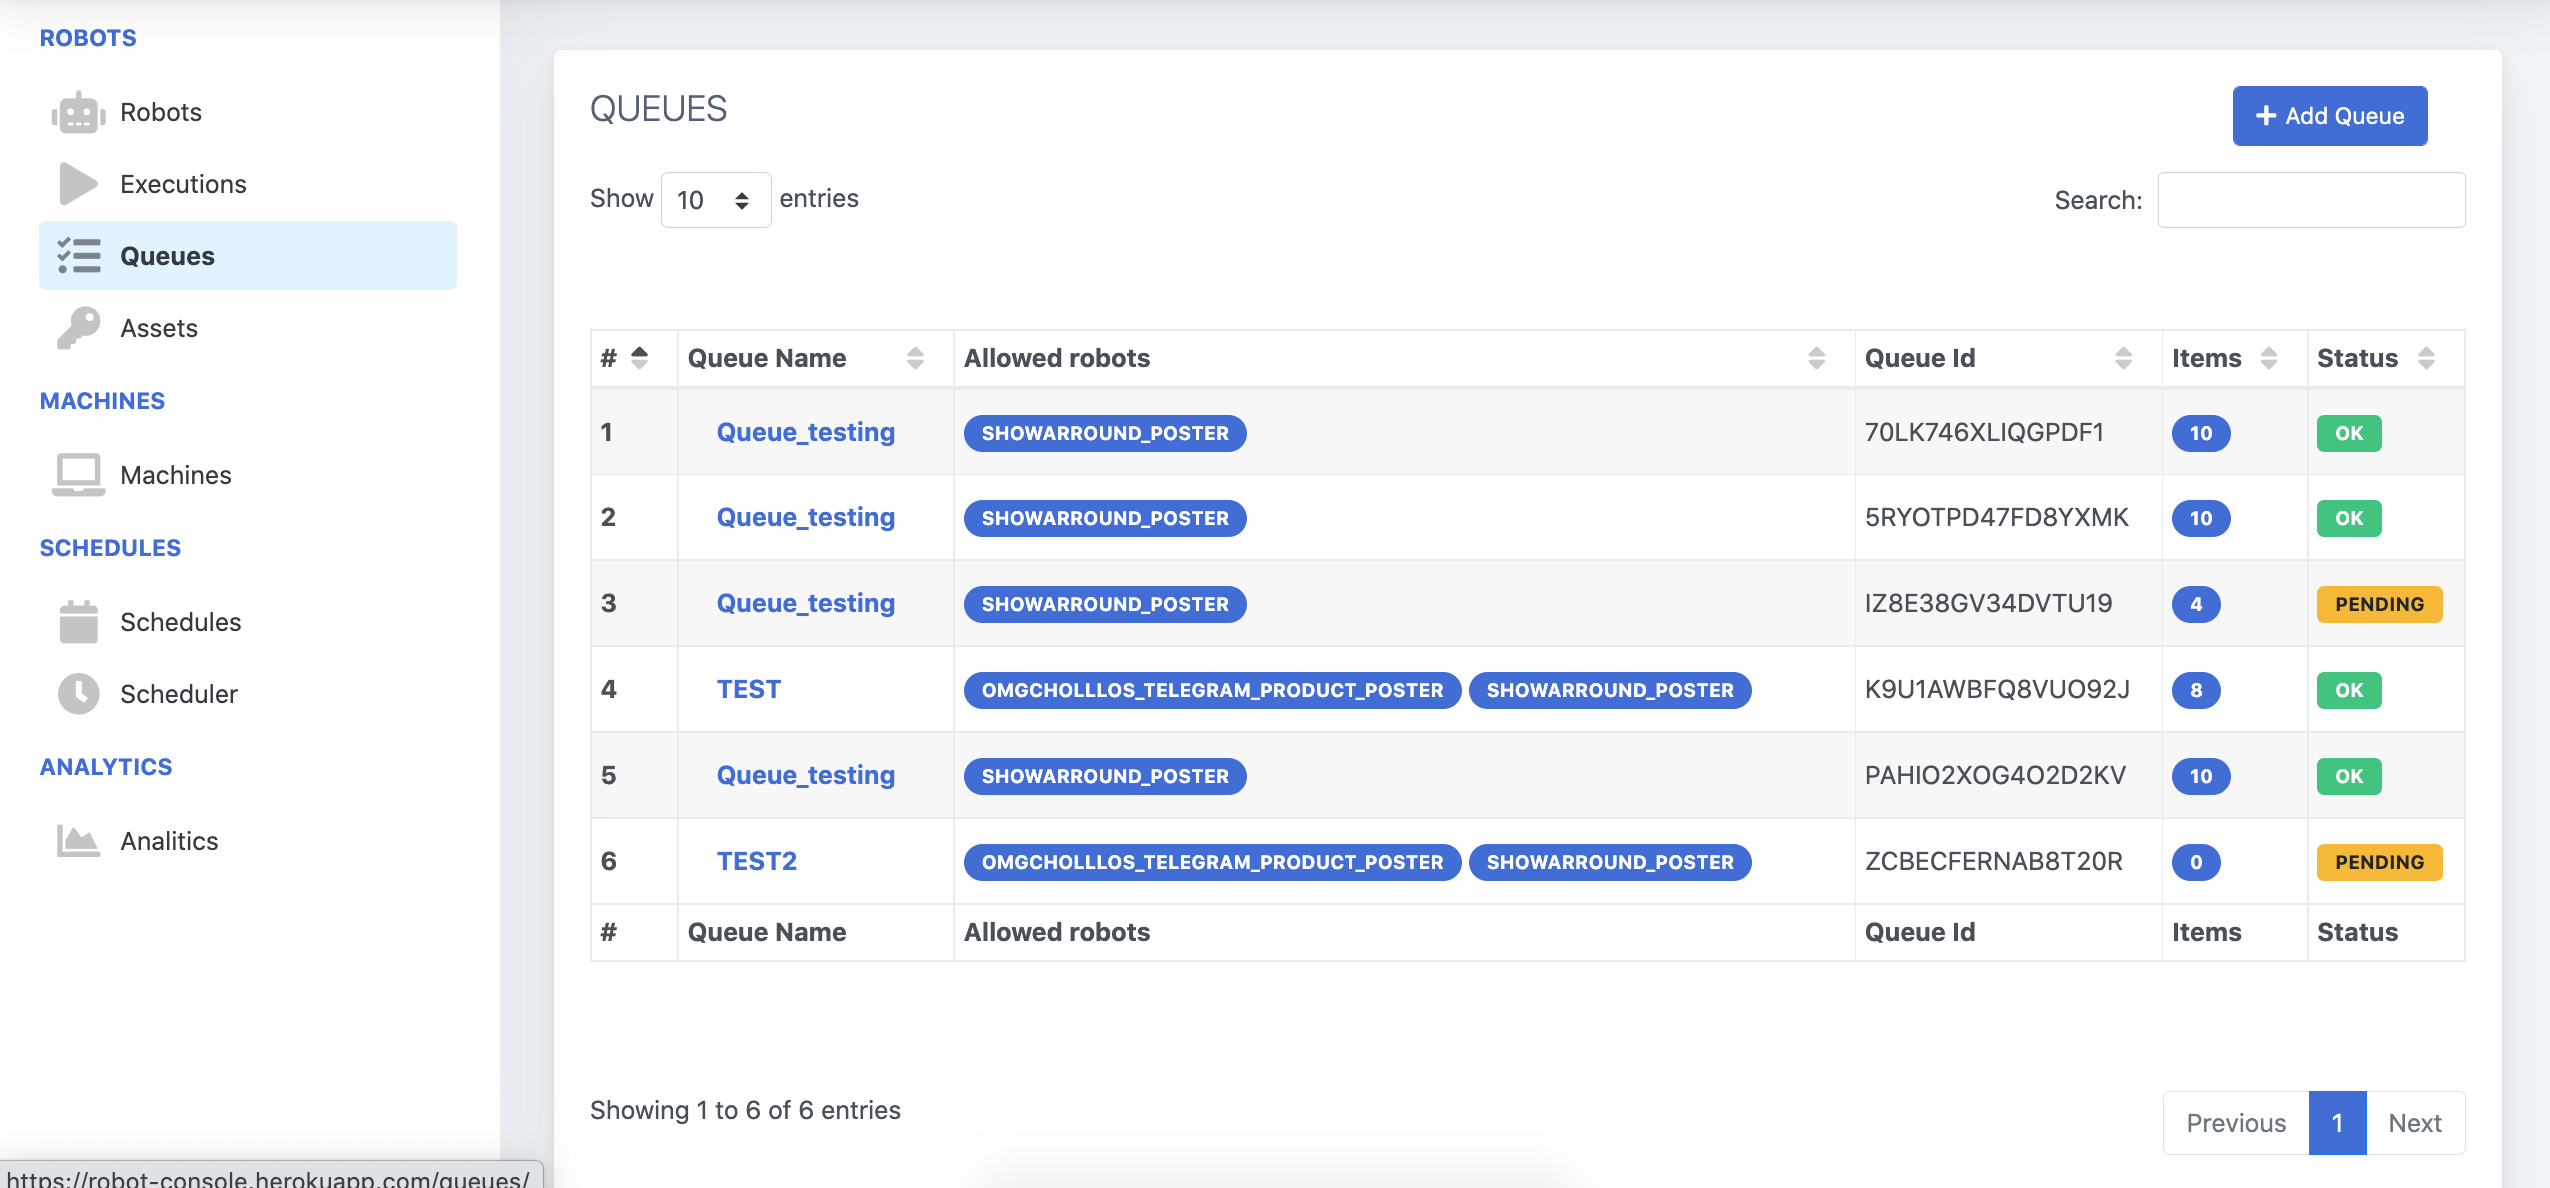 ROBOTS
Robots
Executions
Queues
Assets
MACHINES
Machines
SCHEDULES
Schedules
Scheduler
ANALYTICS
Analitics
https://robot-console.herokuapp.com/queues/
QUEUES
Add Queue
Show 10 entries
Search:
# Queue Name Allowed robots Queue Id Items Status
1 Queue_testing SHOWARROUND_POSTER 70LK746XLIQGPDF1 10 OK
2 Queue_testing SHOWARROUND_POSTER 5RYOTPD47FD8YXMK 10 OK
3 Queue_testing SHOWARROUND_POSTER IZ8E38GV34DVTU19 4 PENDING
4 TEST OMGCHOLLLOS_TELEGRAM_PRODUCT_POSTER SHOWARROUND_POSTER K9U1AWBFQ8VUO92J 8 OK
5 Queue_testing SHOWARROUND_POSTER PAHIO2XOG4O2D2KV 10 OK
6 TEST2 OMGCHOLLLOS_TELEGRAM_PRODUCT_POSTER SHOWARROUND_POSTER ZCBECFERNAB8T20R 0 PENDING
# Queue Name Allowed robots Queue Id Items Status
Showing 1 to 6 of 6 entries
Previous 1 Next